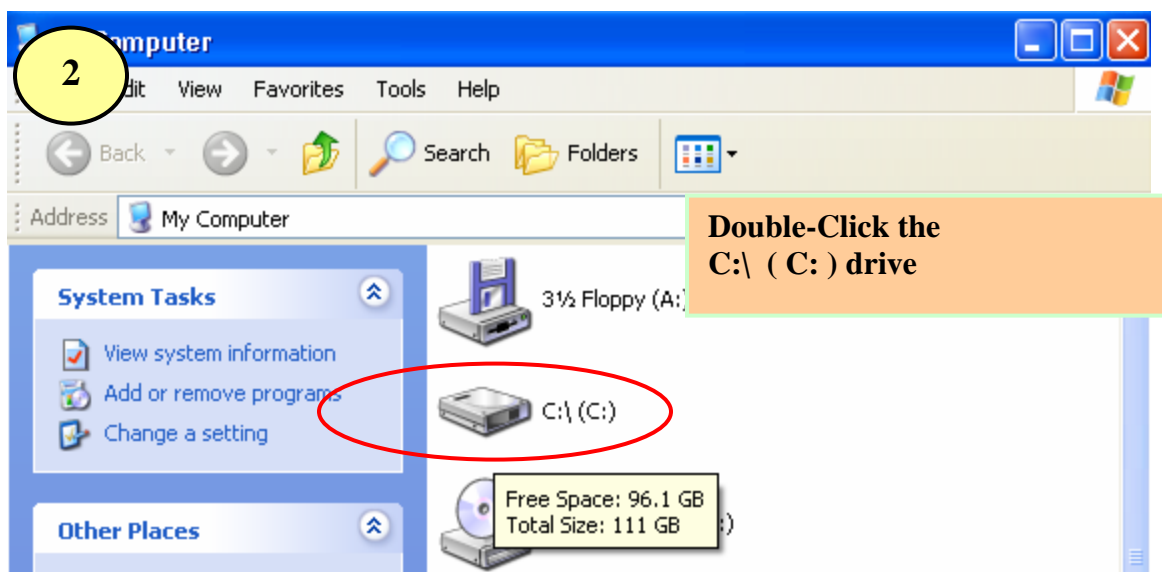 Computer
2
Edit View Favorites Tools Help
Back Search Folders
Address My Computer
Double-Click the
C:\ ( C: ) drive
System Tasks
View system information
Add or remove programs
Change a setting
Other Places
3½ Floppy (A:)
C:\ (C:)
Free Space: 96.1 GB
Total Size: 111 GB
:)